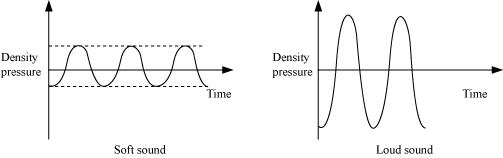 Density
pressure
Time
Soft sound
Density
pressure
Time
Loud sound